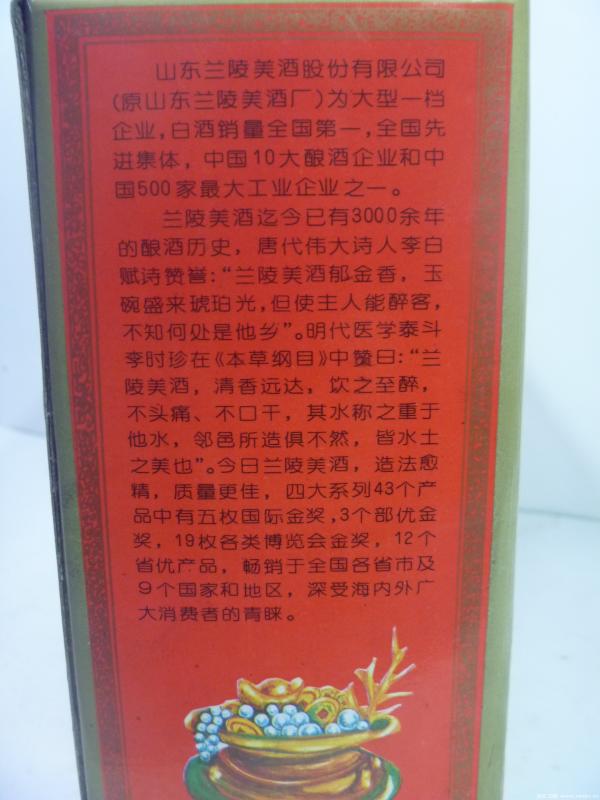 山东兰陵美酒股份有限公司
(原山东兰陵美酒厂)为大型一档
企业,白酒销量全国第一,全国先
进集体，中国10大酿酒企业和中
国500家最大工业企业之一。
兰陵美酒迄今已有3000余年
的酿酒历史，唐代伟大诗人李白
赋诗赞誉:“兰陵美酒郁金香，玉
碗盛来琥珀光,但使主人能醉客,
不知何处是他乡”。明代医学泰斗
李时珍在《本草纲目》中赞曰:“兰
陵美酒，清香远达，饮之至醉，
不头痛、不口干，其水称之重于
他水，邻邑所造俱不然，皆水土
之美也”。今日兰陵美酒，造法愈
精，质量更佳，四大系列43个产
品中有五枚国际金奖,3个部优金
奖，19枚各类博览会金奖，12个
省优产品，畅销于全国各省市及
9个国家和地区，深受海内外广
大消费者的青睐。